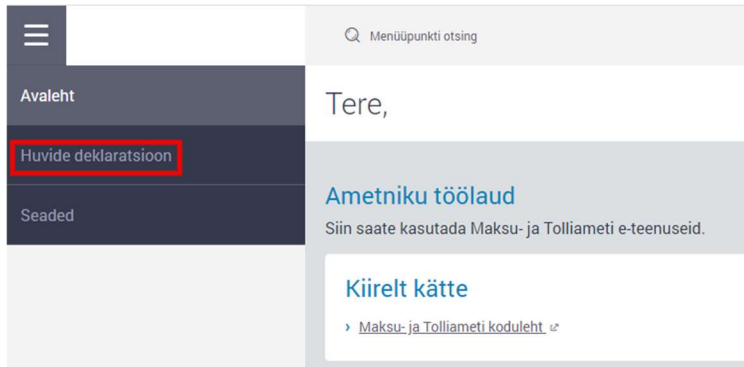 Menüüpunkti otsing
Avaleht
Tere,
Huvide deklaratsioon
Seaded
Ametniku töölaud
Siin saate kasutada Maksu- ja Tolliameti e-teenuseid.
Kiirelt kätte
Maksu- ja Tolliameti koduleht